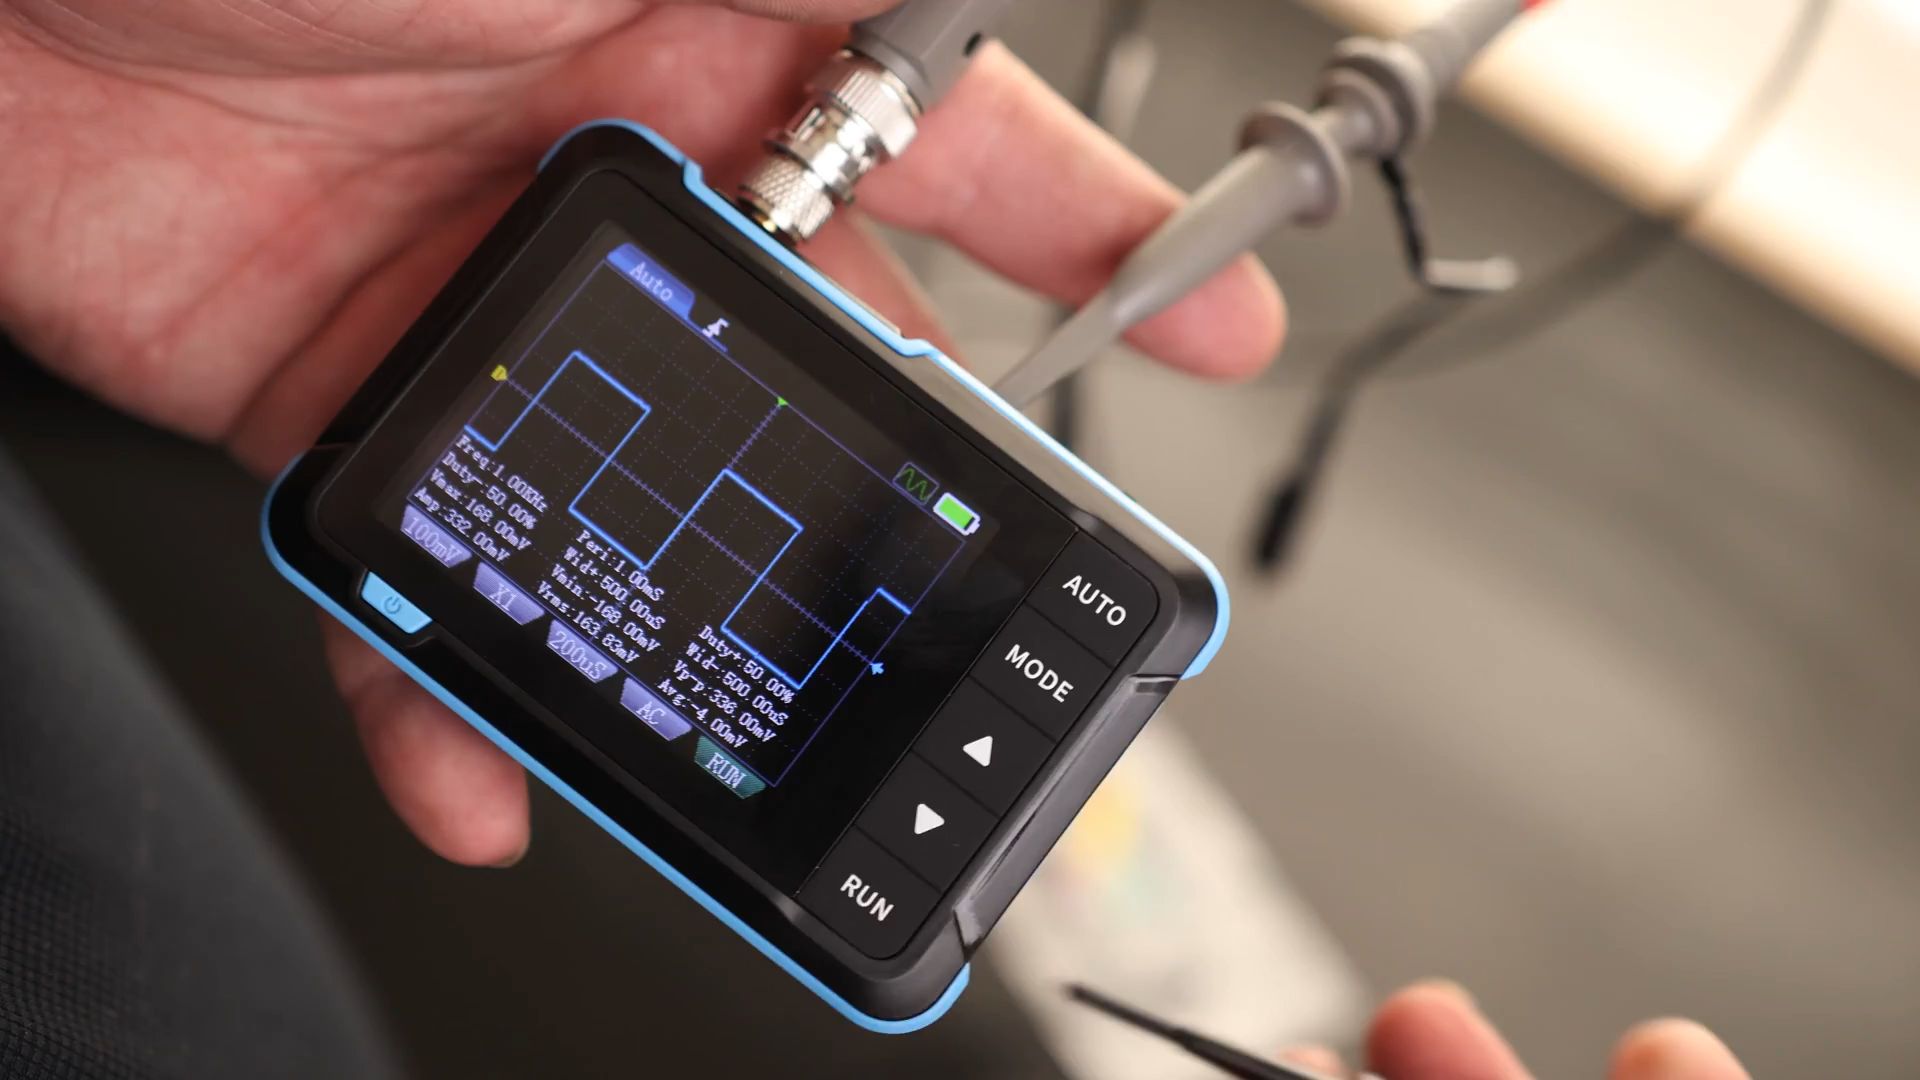 Auto
Freq:1.00KHz Peri:1.00mS Duty+:50.00%
Duty-:50.00% Wid+:500.00uS Wid-:500.00uS
Vmax:168.00mV Vmin:-168.00mV Vp-p:336.00mV
Amp:332.00mV Vrms:163.83mV Avg:-4.00mV
100mV X1 200uS AC RUN
AUTO
MODE
RUN